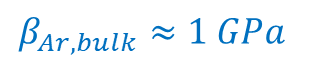 β_{Ar,bulk} ≈ 1 GPa